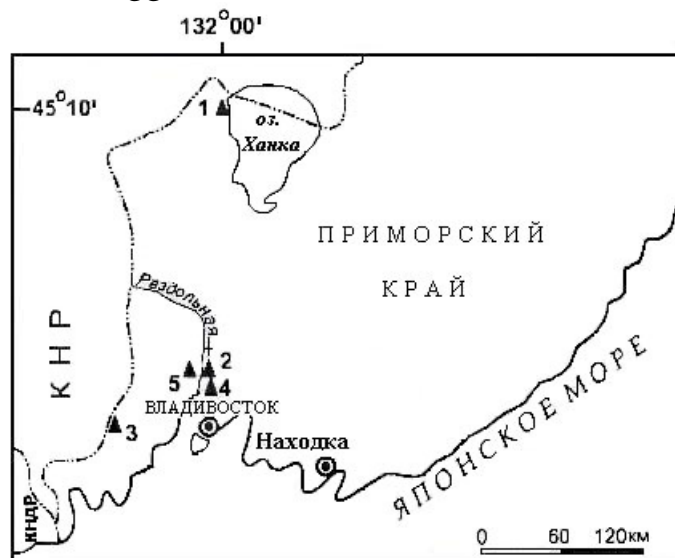 132°00'
45°10'
1
оз.
Ханка
ПРИМОРСКИЙ
КРАЙ
Раздольная
КНР
2
5
4
ВЛАДИВОСТОК
3
Находка
ЯПОНСКОЕ МОРЕ
КНДР
0 60 120км